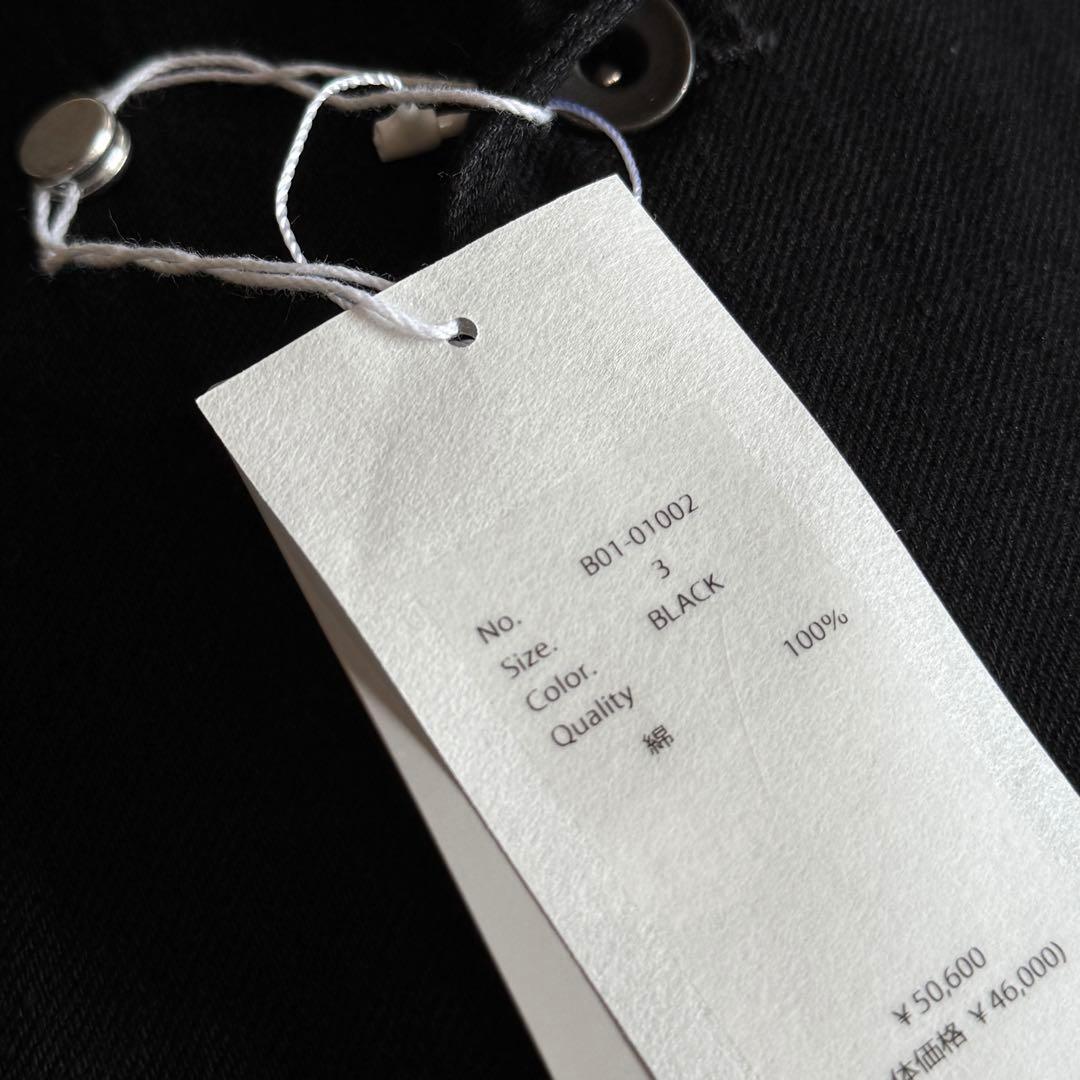 No. B01-01002
Size. 3
Color. BLACK
Quality
綿 100%
¥50,600
体価格 ¥46,000)